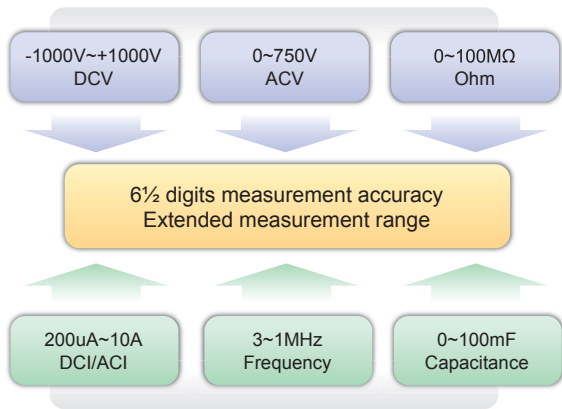 -1000V~+1000V
DCV
0~750V
ACV
0~100MΩ
Ohm
6½ digits measurement accuracy
Extended measurement range
200uA~10A
DCI/ACI
3~1MHz
Frequency
0~100mF
Capacitance